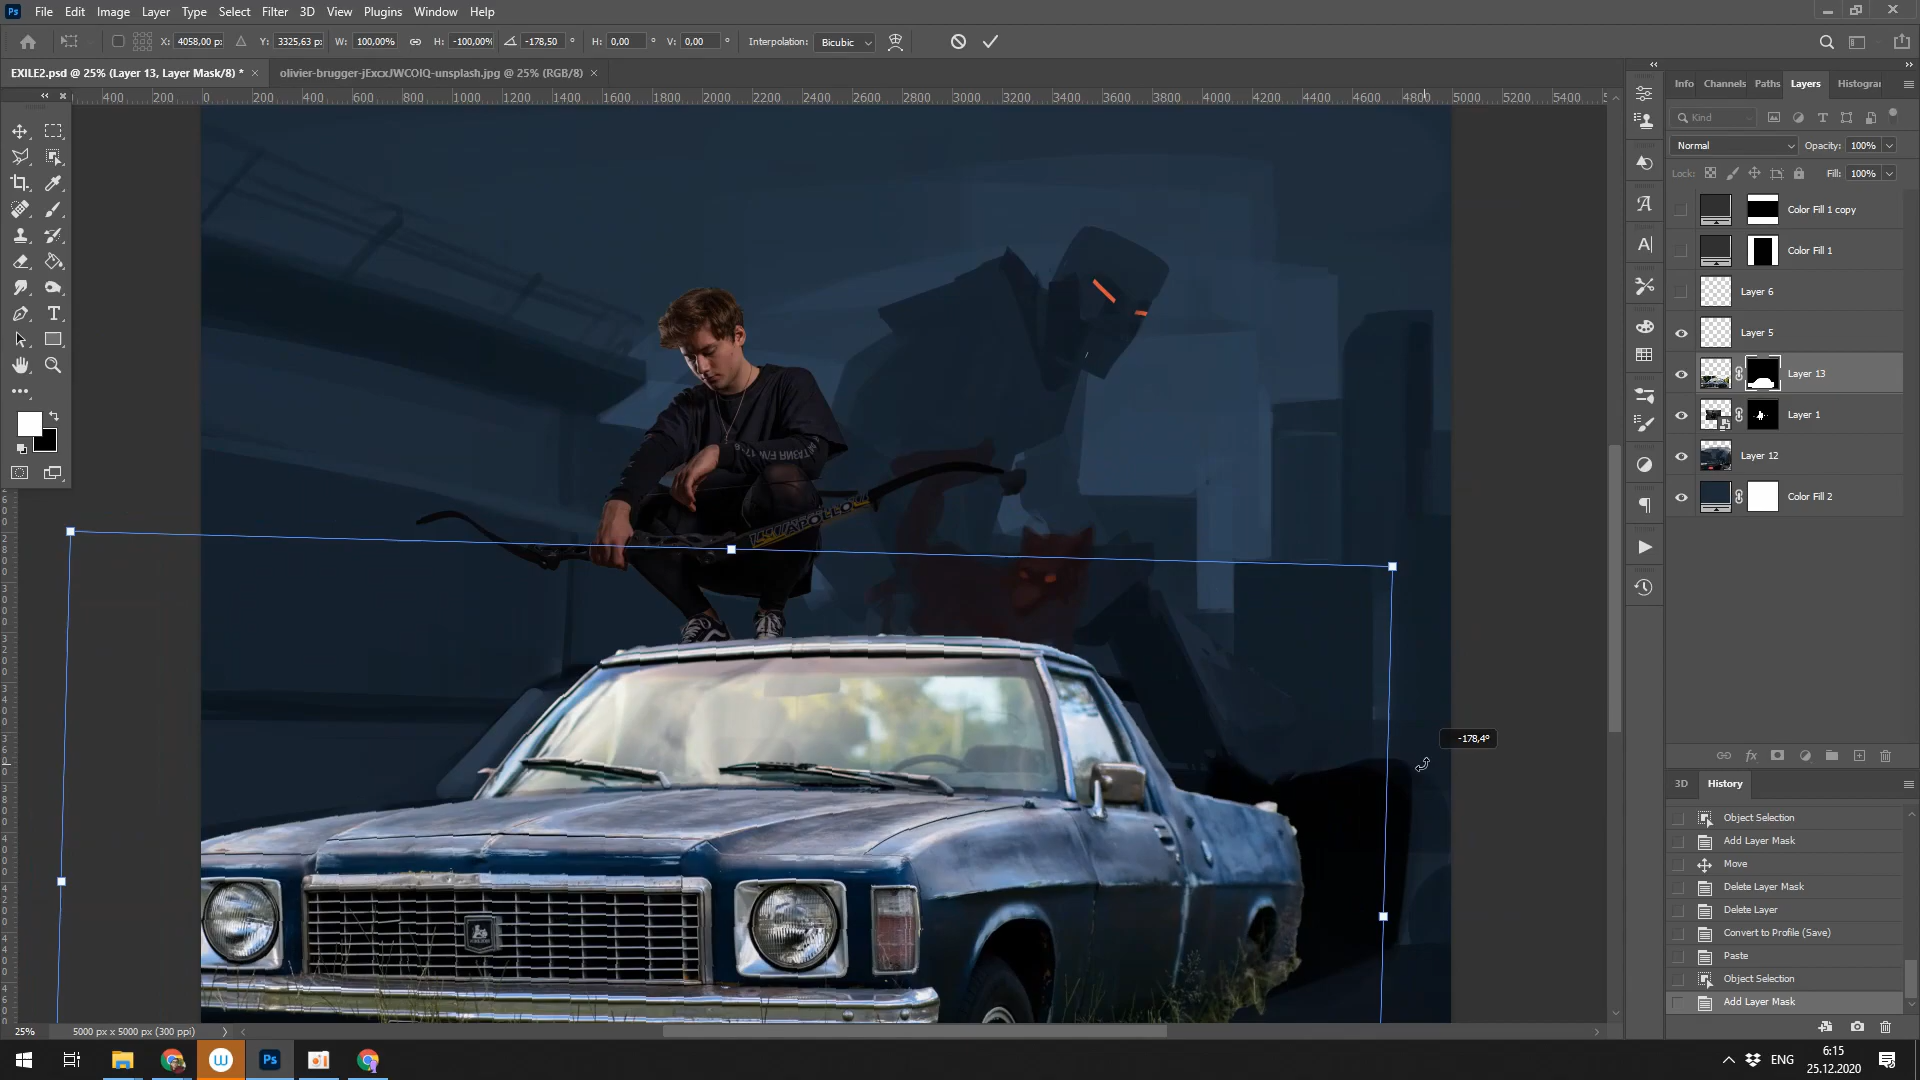 Ps File Edit Image Layer Type Select Filter 3D View Plugins Window Help
X: 4058,00 p: Y: 3325,63 p: W: 100,00% H: -100,00% -178,50 ° H: 0,00 ° V: 0,00 ° Interpolation: Bicubic
EXILE2.psd @ 25% (Layer 13, Layer Mask/8) * olivier-brugger-jExcxJWCOIQ-unsplash.jpg @ 25% (RGB/8)
400 200 0 200 400 600 800 1000 1200 1400 1600 1800 2000 2200 2400 2600 2800 3000 3200 3400 3600 3800 4000 4200 4400 4600 4800 5000 5200 5400
Info Channels Paths Layers Histogram
Kind
Normal Opacity: 100%
Lock: Fill: 100%
Color Fill 1 copy
Color Fill 1
Layer 6
Layer 5
Layer 13
Layer 1
Layer 12
Color Fill 2
APOLLO
-178,4°
3D History
Object Selection
Add Layer Mask
Move
Delete Layer Mask
Delete Layer
Convert to Profile (Save)
Paste
Object Selection
Add Layer Mask
25% 5000 px x 5000 px (300 ppi)
W Ps ENG 6:15
25.12.2020